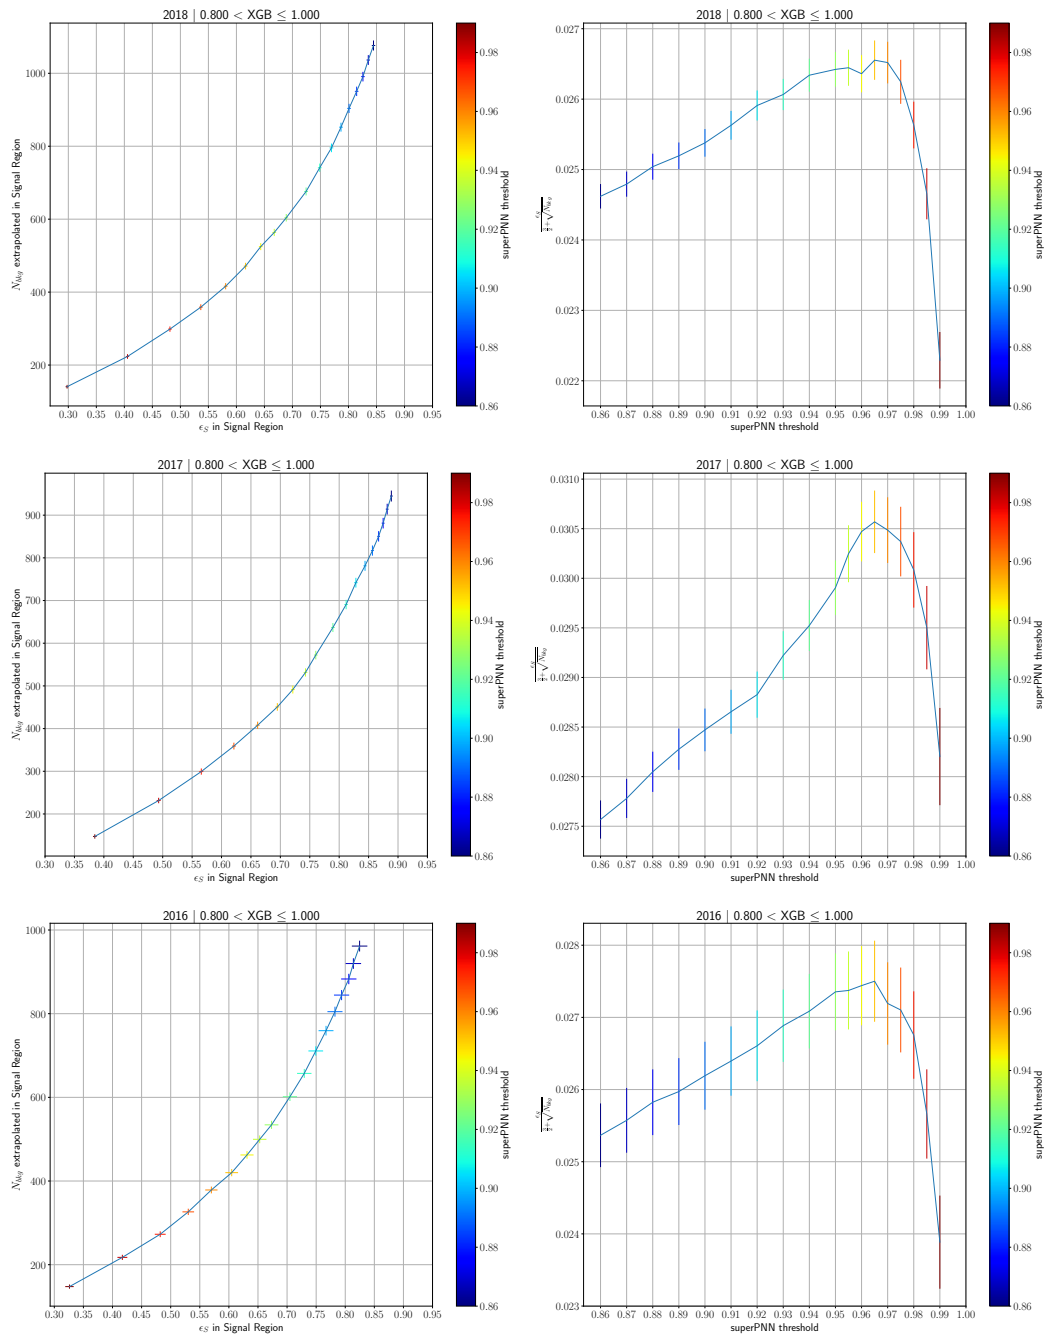 2018 | 0.800 < XGB ≤ 1.000
N_bkg extrapolated in Signal Region
1000
800
600
400
200
0.30 0.35 0.40 0.45 0.50 0.55 0.60 0.65 0.70 0.75 0.80 0.85 0.90 0.95
ϵ_S in Signal Region
0.98
0.96
0.94
0.92
0.90
0.88
0.86
superPNN threshold
2018 | 0.800 < XGB ≤ 1.000
0.027
0.026
0.025
0.024
0.023
0.022
0.86 0.87 0.88 0.89 0.90 0.91 0.92 0.93 0.94 0.95 0.96 0.97 0.98 0.99 1.00
superPNN threshold
0.98
0.96
0.94
0.92
0.90
0.88
0.86
superPNN threshold
2017 | 0.800 < XGB ≤ 1.000
N_bkg extrapolated in Signal Region
900
800
700
600
500
400
300
200
0.30 0.35 0.40 0.45 0.50 0.55 0.60 0.65 0.70 0.75 0.80 0.85 0.90 0.95
ϵ_S in Signal Region
0.98
0.96
0.94
0.92
0.90
0.88
0.86
superPNN threshold
2017 | 0.800 < XGB ≤ 1.000
0.0310
0.0305
0.0300
0.0295
0.0290
0.0285
0.0280
0.0275
0.86 0.87 0.88 0.89 0.90 0.91 0.92 0.93 0.94 0.95 0.96 0.97 0.98 0.99 1.00
superPNN threshold
0.98
0.96
0.94
0.92
0.90
0.88
0.86
superPNN threshold
2016 | 0.800 < XGB ≤ 1.000
N_bkg extrapolated in Signal Region
1000
800
600
400
200
0.30 0.35 0.40 0.45 0.50 0.55 0.60 0.65 0.70 0.75 0.80 0.85 0.90 0.95
ϵ_S in Signal Region
0.98
0.96
0.94
0.92
0.90
0.88
0.86
superPNN threshold
2016 | 0.800 < XGB ≤ 1.000
0.028
0.027
0.026
0.025
0.024
0.023
0.86 0.87 0.88 0.89 0.90 0.91 0.92 0.93 0.94 0.95 0.96 0.97 0.98 0.99 1.00
superPNN threshold
0.98
0.96
0.94
0.92
0.90
0.88
0.86
superPNN threshold